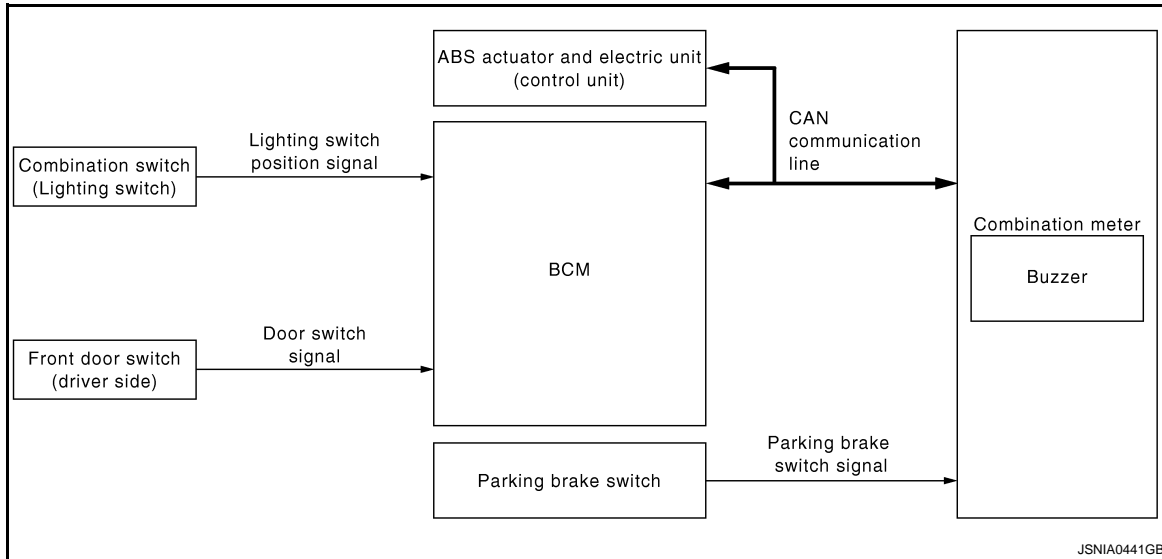 ABS actuator and electric unit
(control unit)
CAN
communication
line
Lighting switch
position signal
Combination switch
(Lighting switch)
Combination meter
BCM
Buzzer
Door switch
signal
Front door switch
(driver side)
Parking brake
switch signal
Parking brake switch
JSNIA0441GB